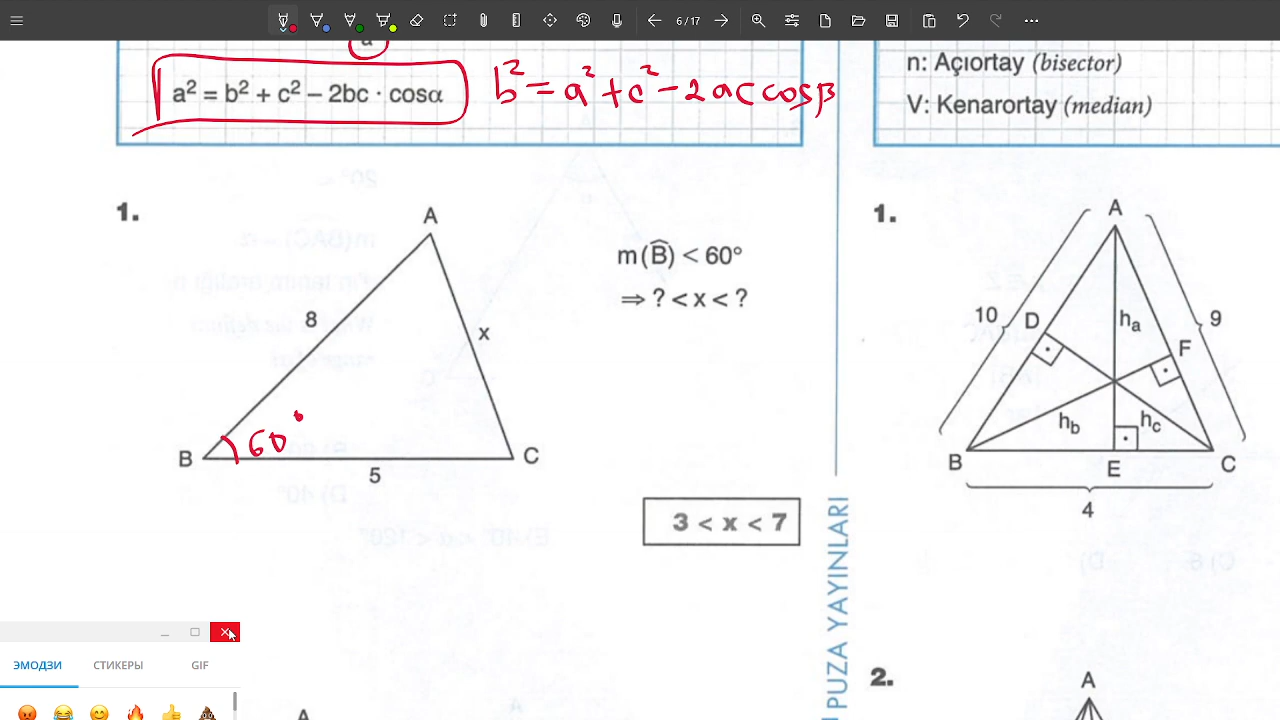 6 / 17
a
a² = b² + c² − 2bc · cosα
b² = a² + c² − 2ac cosβ
n: Açıortay (bisector)
V: Kenarortay (median)
1.
A
8
x
B
60°
5
C
m(B̂) < 60°
⇒ ? < x < ?
3 < x < 7
PUZA YAYINLARI
1.
A
10
D
hₐ
9
F
h_b
h_c
B
E
C
4
2.
A
ЭМОДЗИ
СТИКЕРЫ
GIF
A